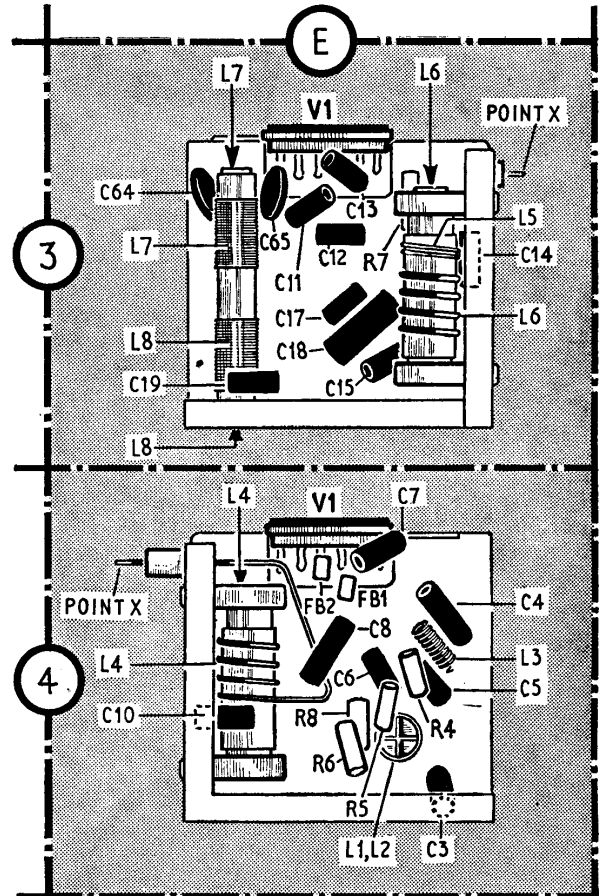 E
L7
L6
V1
POINT X
C64
C13
L5
L7
C65
C12
R7
C14
3
C11
C17
L6
C18
L8
C19
C15
L8
L4
V1
C7
POINT X
FB2
FB1
C4
C8
L4
L3
4
C6
C5
C10
R8
R4
R6
R5
L1,L2
C3